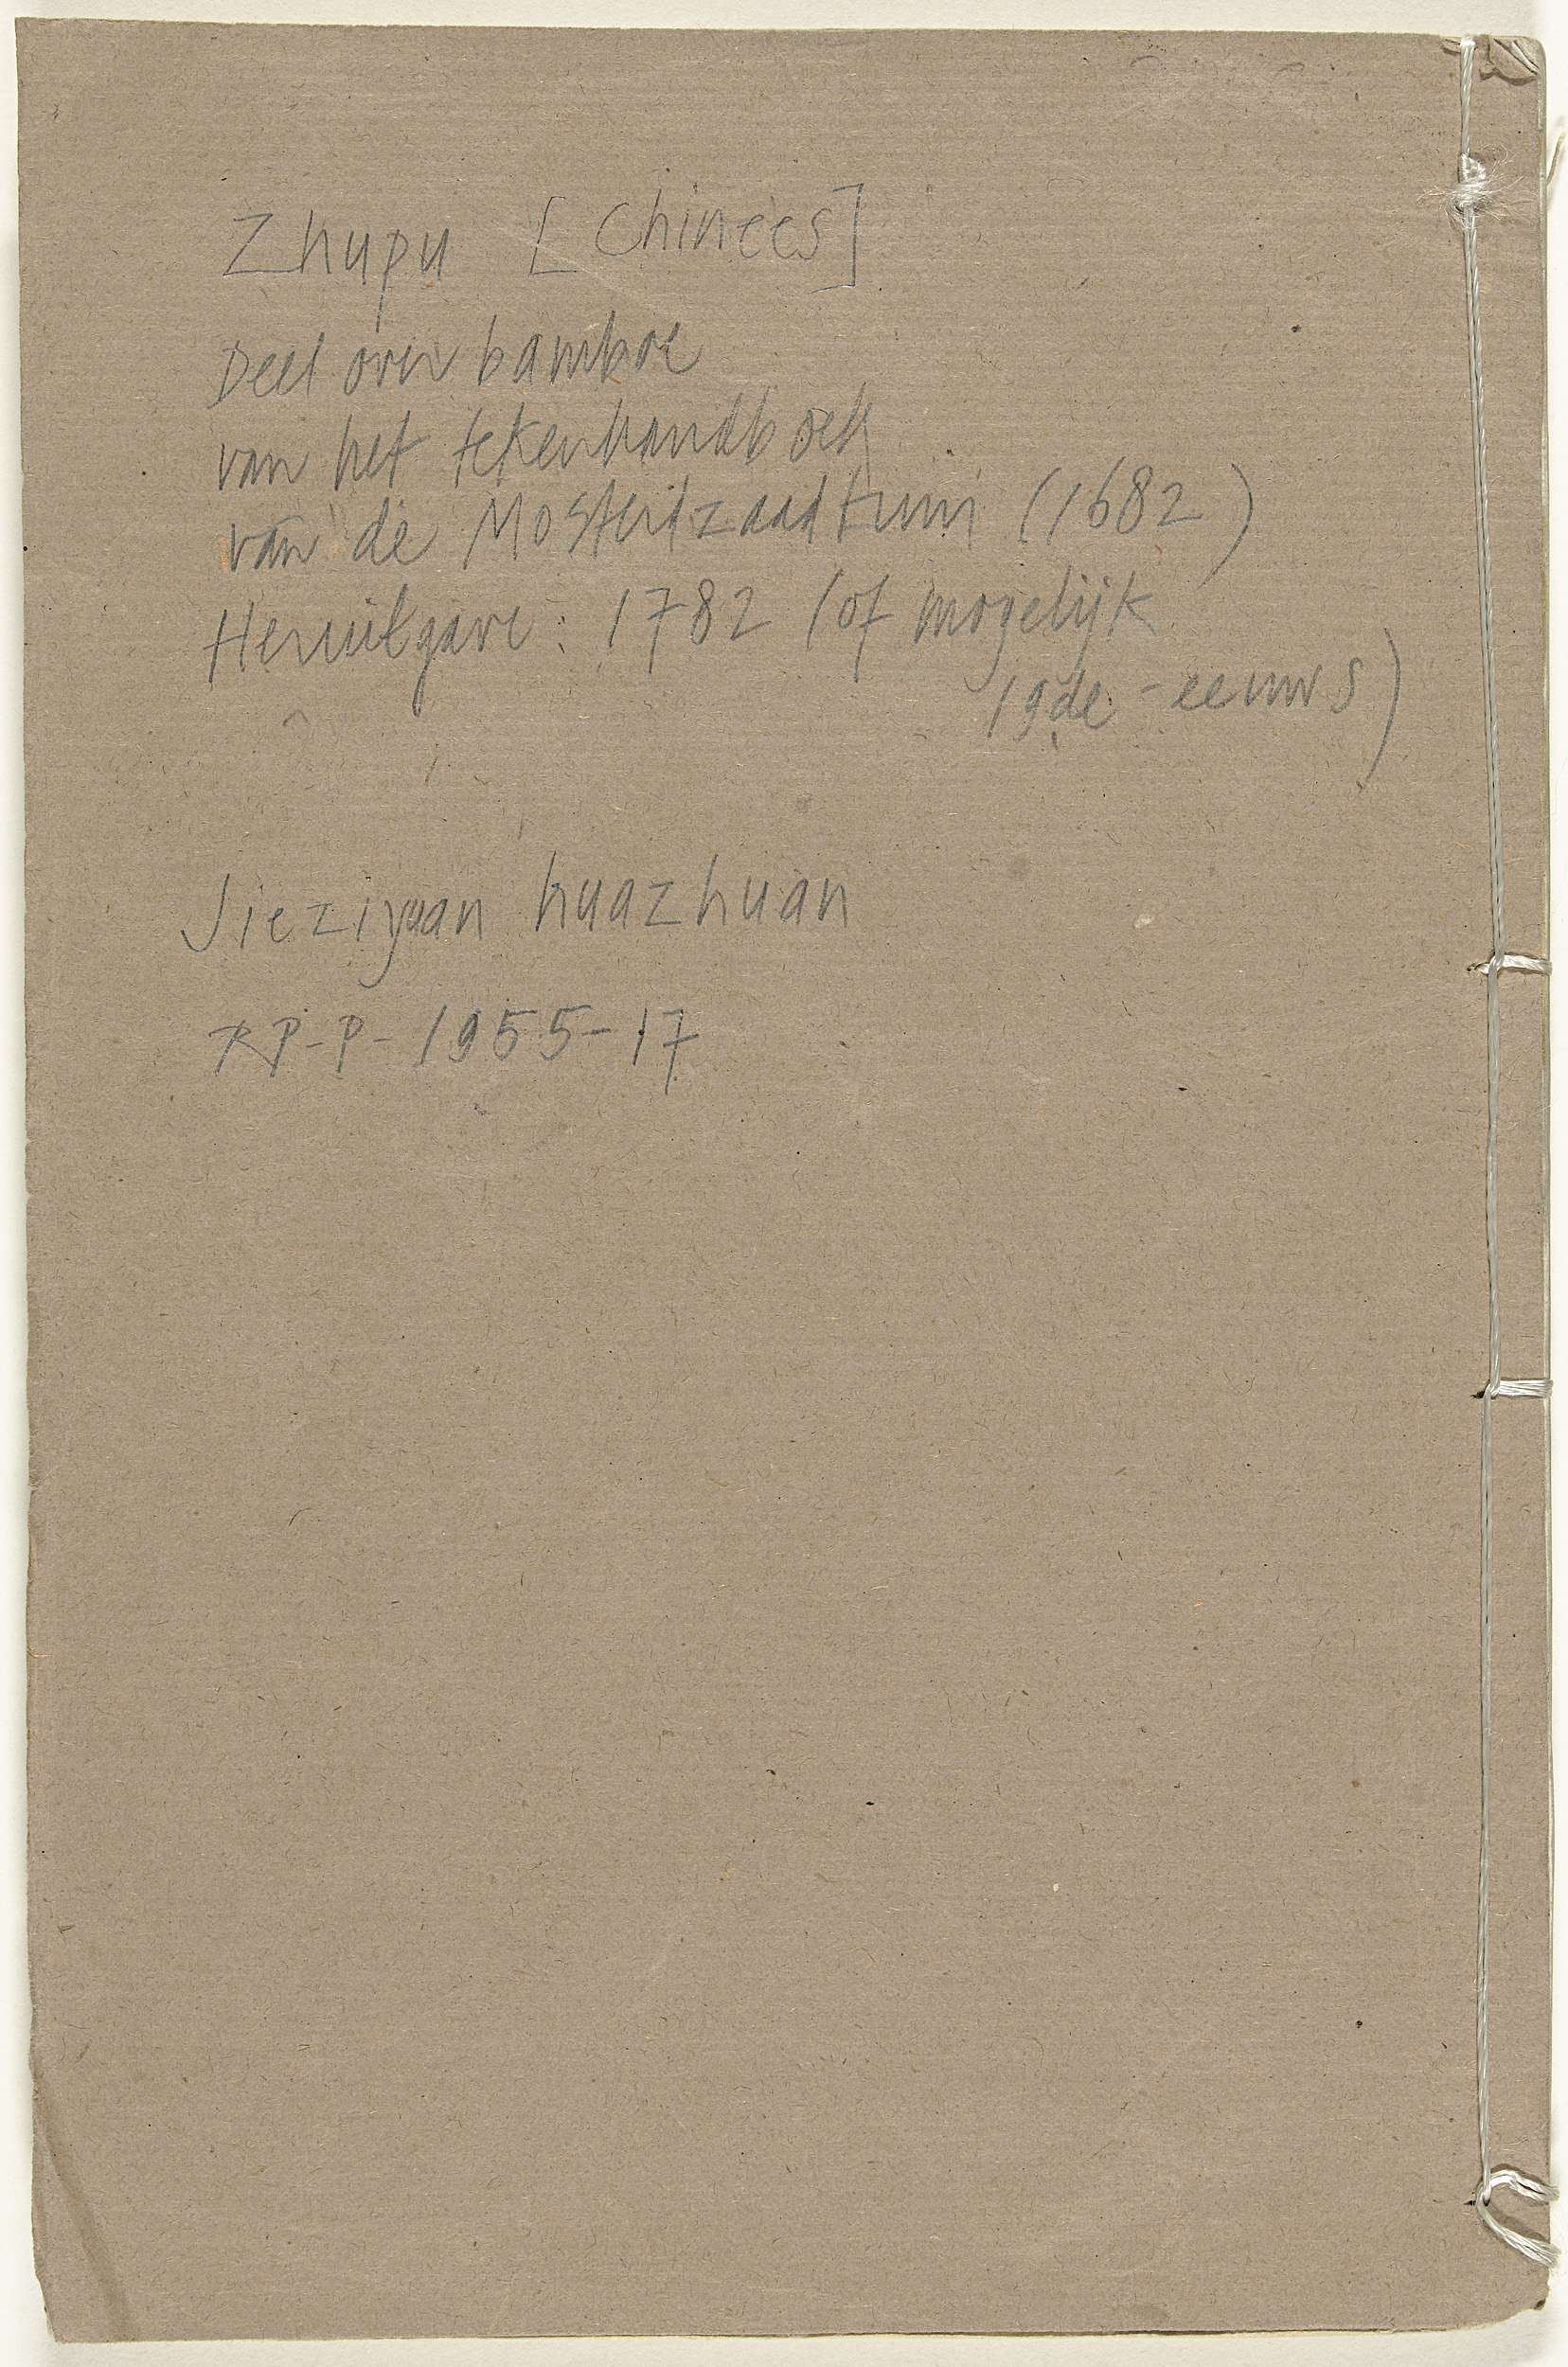 Zhupu [Chinees]
Deel over bamboe
van het tekenhandboek
van de Mosterdzaadtuin (1682)
Heruitgave: 1782 (of mogelijk
19de-eeuws)
Jieziyuan huazhuan
RP-P-1955-17